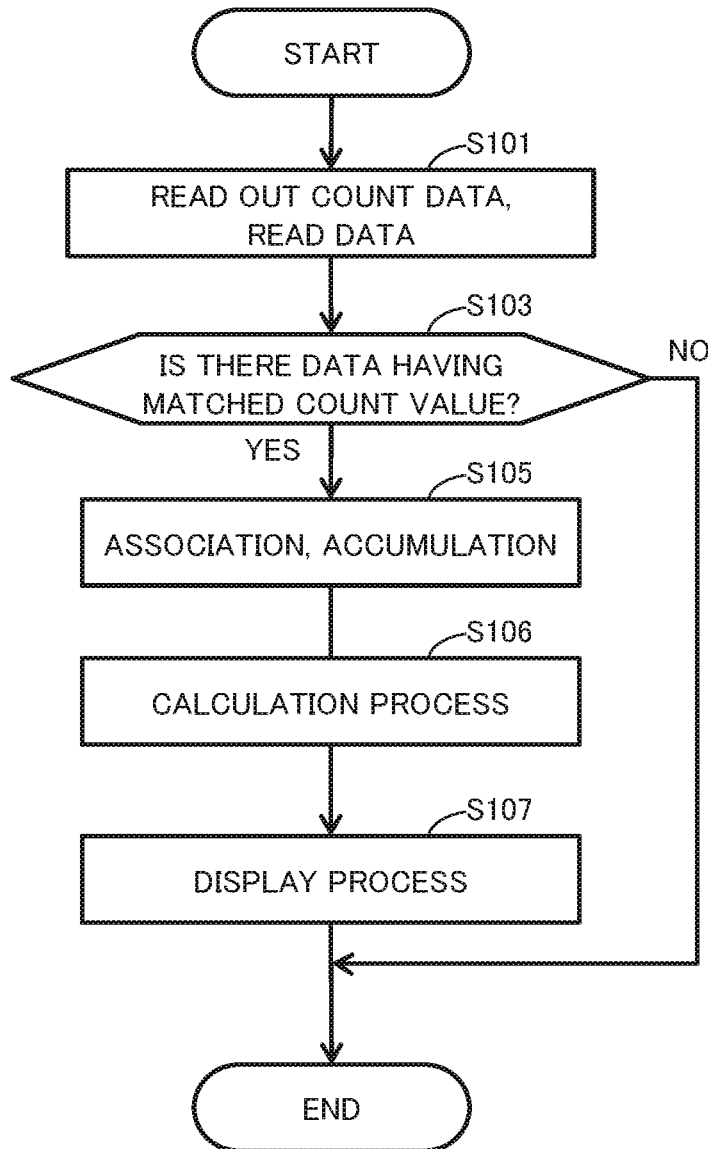 START
S101
READ OUT COUNT DATA,
READ DATA
S103
IS THERE DATA HAVING
MATCHED COUNT VALUE?
NO
YES
S105
ASSOCIATION, ACCUMULATION
S106
CALCULATION PROCESS
S107
DISPLAY PROCESS
END